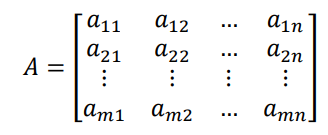 A = [ a₁₁ a₁₂ … a₁ₙ
a₂₁ a₂₂ … a₂ₙ
⋮ ⋮ ⋮ ⋮
aₘ₁ aₘ₂ … aₘₙ ]